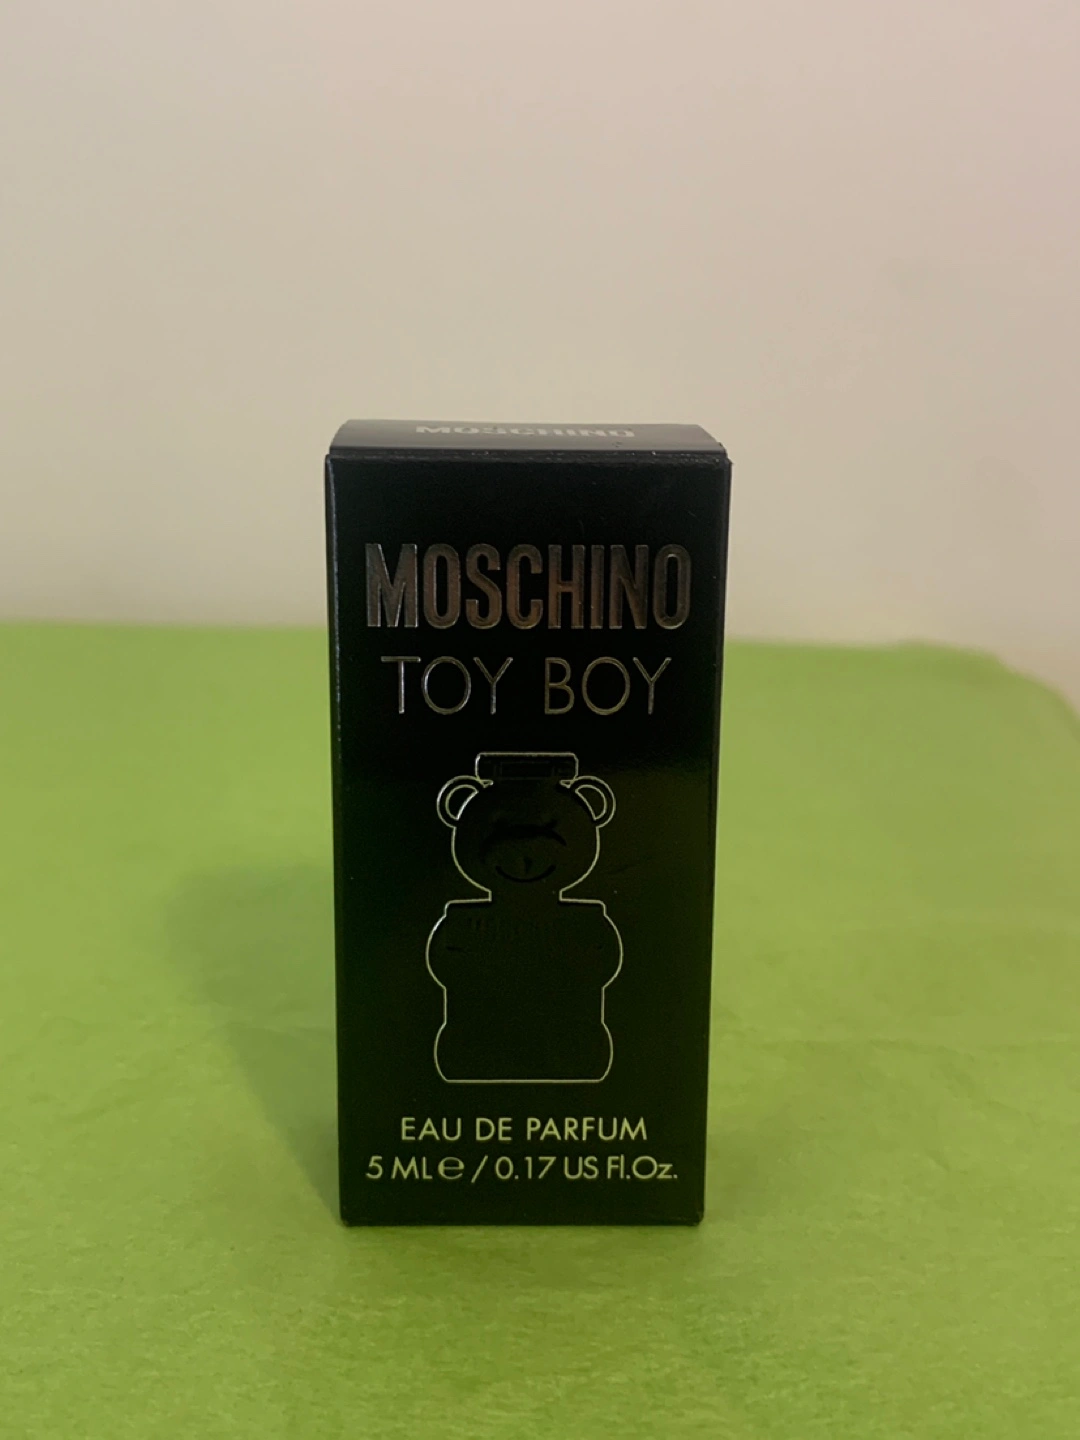 MOSCHINO
MOSCHINO
TOY BOY
EAU DE PARFUM
5 ML℮ / 0.17 US Fl.Oz.